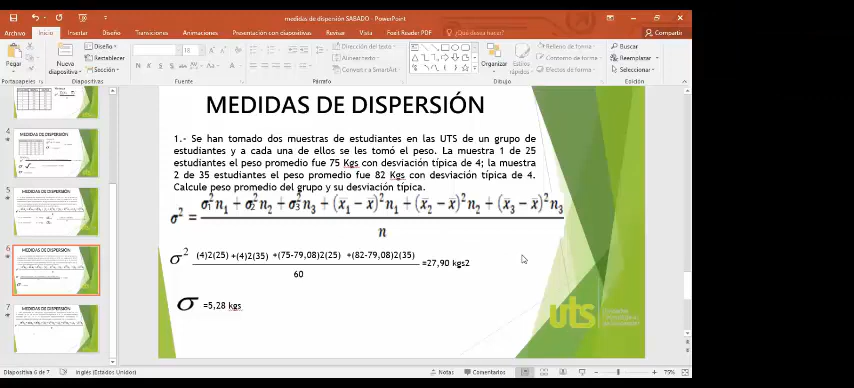 medidas de dispersión SABADO - PowerPoint
Archivo Inicio Insertar Diseño Transiciones Animaciones Presentación con diapositivas Revisar Vista Foxit Reader PDF ¿Qué desea hacer? Compartir
Pegar
Nueva diapositiva
Diseño
Restablecer
Sección
18
Organizar
Estilos rápidos
Dirección del texto
Alinear texto
Convertir a SmartArt
Relleno de forma
Contorno de forma
Efectos de forma
Buscar
Reemplazar
Seleccionar
Portapapeles Diapositivas Fuente Párrafo Dibujo Edición
4
5
6
7
MEDIDAS DE DISPERSIÓN
1.- Se han tomado dos muestras de estudiantes en las UTS de un grupo de
estudiantes y a cada una de ellos se les tomó el peso. La muestra 1 de 25
estudiantes el peso promedio fue 75 Kgs con desviación típica de 4; la muestra
2 de 35 estudiantes el peso promedio fue 82 Kgs con desviación típica de 4.
Calcule peso promedio del grupo y su desviación típica.
σ² = σ₁²n₁ + σ₂²n₂ + σ₃²n₃ + (x̄₁ − x̄)²n₁ + (x̄₂ − x̄)²n₂ + (x̄₃ − x̄)²n₃
n
σ² (4)2(25) +(4)2(35) +(75-79,08)2(25) +(82-79,08)2(35) =27,90 kgs2
60
σ =5,28 kgs
uts
Diapositiva 6 de 7 Inglés (Estados Unidos) Notas Comentarios 75%